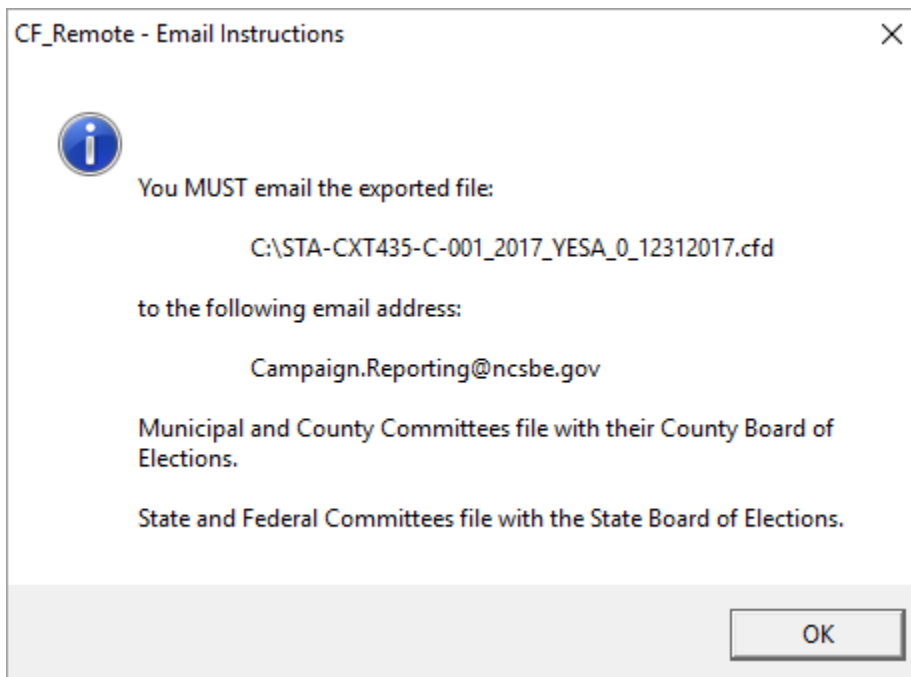 CF_Remote - Email Instructions
You MUST email the exported file:
C:\STA-CXT435-C-001_2017_YESA_0_12312017.cfd
to the following email address:
Campaign.Reporting@ncsbe.gov
Municipal and County Committees file with their County Board of
Elections.
State and Federal Committees file with the State Board of Elections.
OK